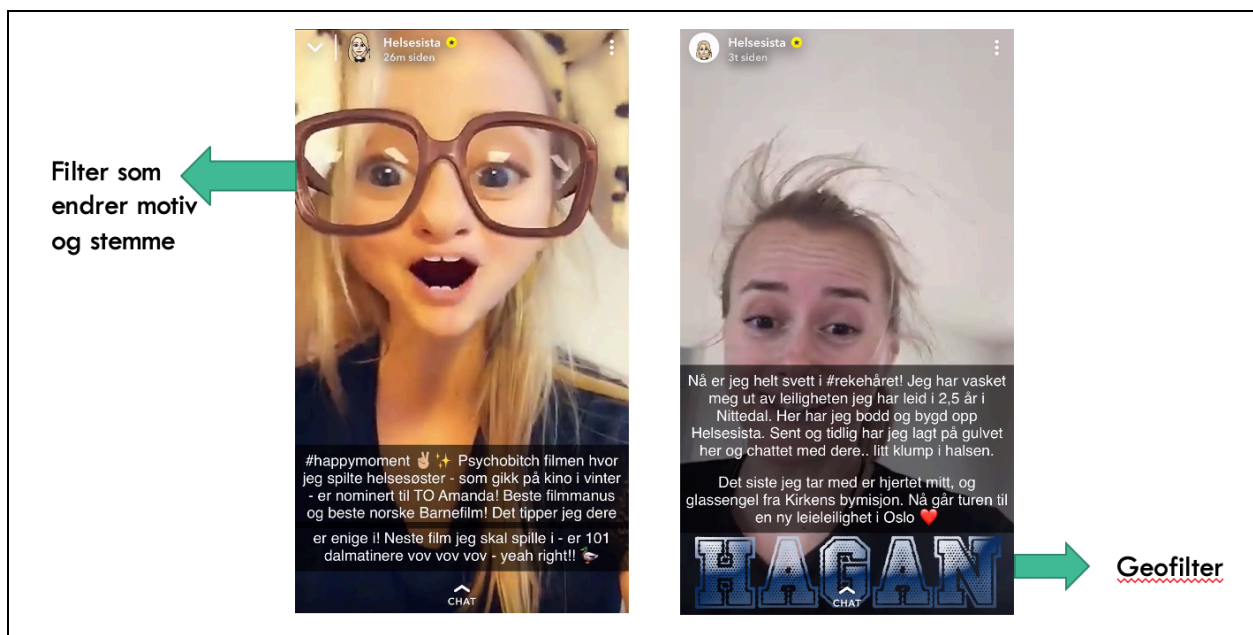 Filter som
endrer motiv
og stemme
Helsesista
26m siden
#happymoment ✌🏼 ✨ Psychobitch filmen hvor
jeg spilte helsesøster - som gikk på kino i vinter
- er nominert til TO Amanda! Beste filmmanus
og beste norske Barnefilm! Det tipper jeg dere
er enige i! Neste film jeg skal spille i - er 101
dalmatinere vov vov vov - yeah right!! 🦆
CHAT
Helsesista
3t siden
Nå er jeg helt svett i #rekehåret! Jeg har vasket
meg ut av leiligheten jeg har leid i 2,5 år i
Nittedal. Her har jeg bodd og bygd opp
Helsesista. Sent og tidlig har jeg lagt på gulvet
her og chattet med dere.. litt klump i halsen.
Det siste jeg tar med er hjertet mitt, og
glassengel fra Kirkens bymisjon. Nå går turen til
en ny leieleilighet i Oslo ❤️
HAGAN
CHAT
Geofilter